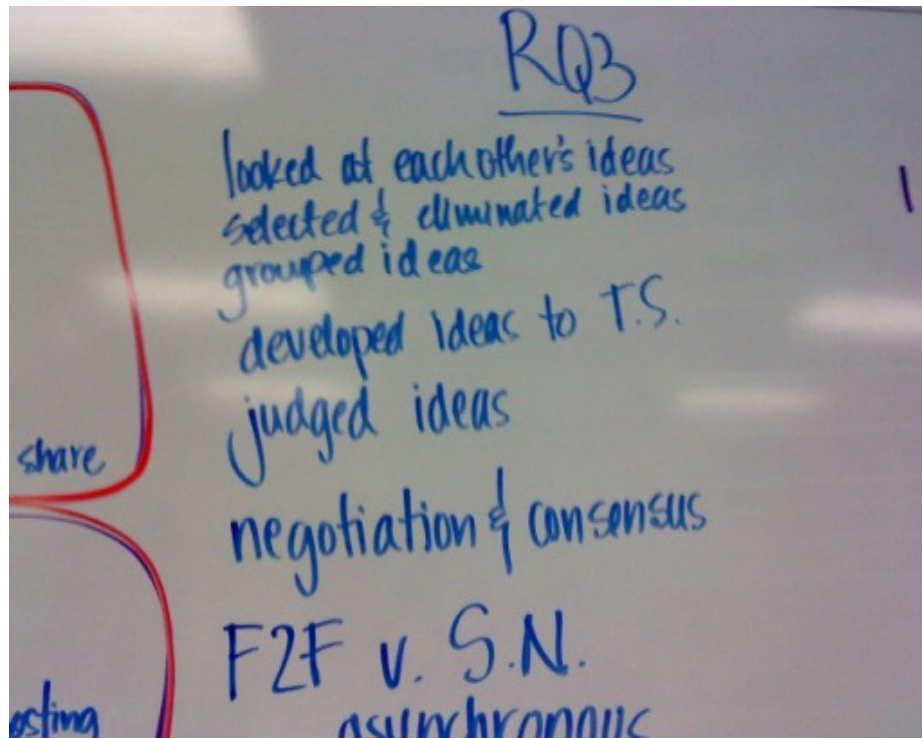 RQ3
looked at each other's ideas
selected & eliminated ideas
grouped ideas
developed ideas to T.S.
judged ideas
share
negotiation & consensus
F2F v. S.N.
asynchronous